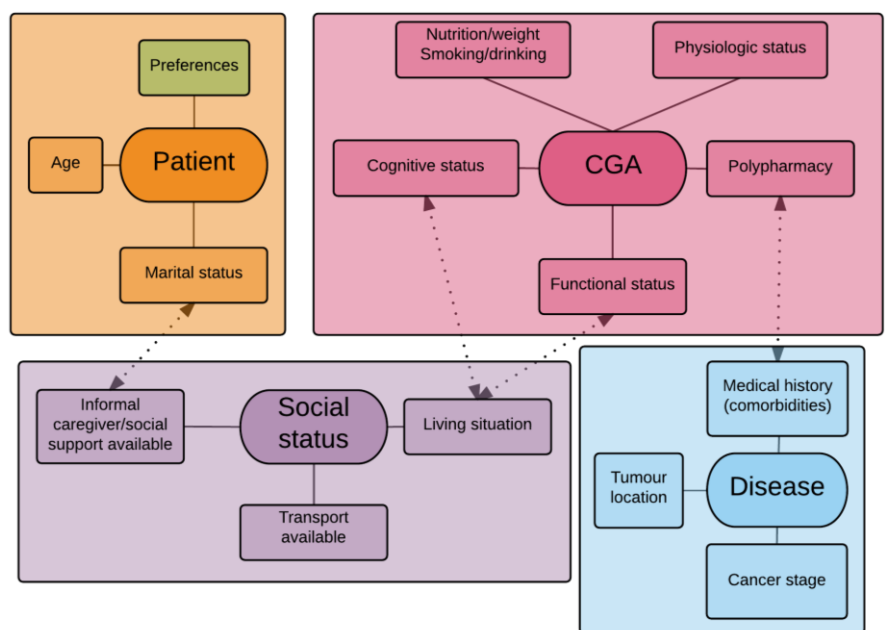 Preferences
Age
Patient
Marital status
Nutrition/weight
Smoking/drinking
Physiologic status
Cognitive status
CGA
Polypharmacy
Functional status
Informal
caregiver/social
support available
Social
status
Living situation
Transport
available
Medical history
(comorbidities)
Tumour
location
Disease
Cancer stage